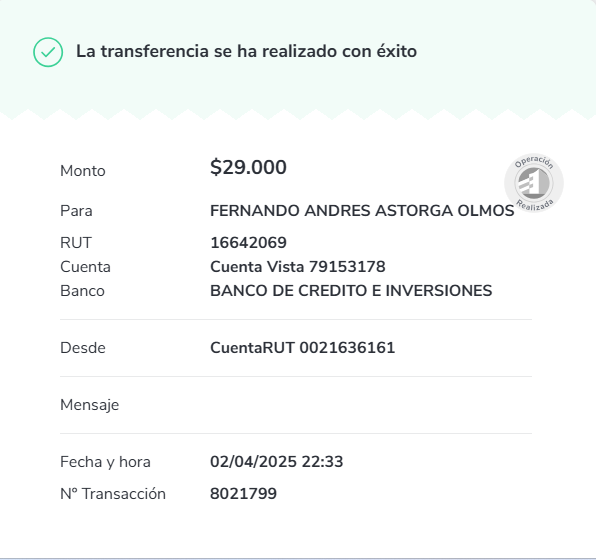 La transferencia se ha realizado con éxito
Monto $29.000
Operación
Realizada
Para FERNANDO ANDRES ASTORGA OLMOS
RUT 16642069
Cuenta Cuenta Vista 79153178
Banco BANCO DE CREDITO E INVERSIONES
Desde CuentaRUT 0021636161
Mensaje
Fecha y hora 02/04/2025 22:33
Nº Transacción 8021799